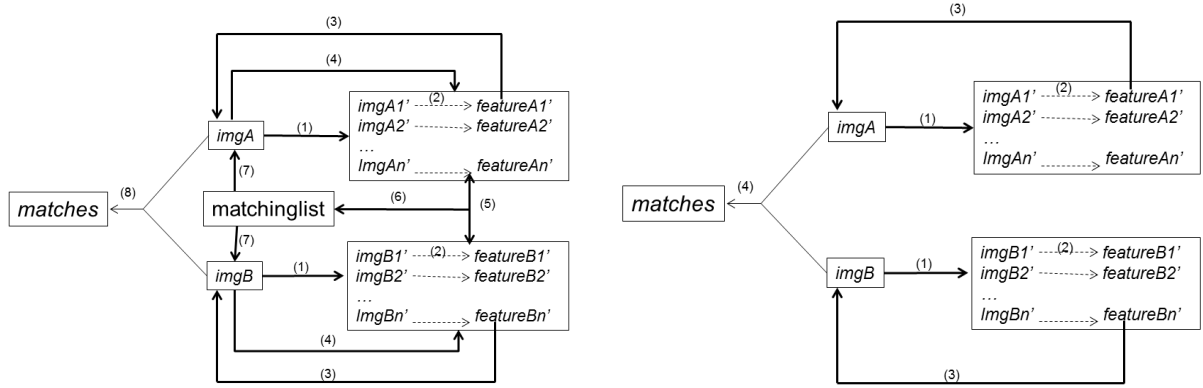 (3)
(4)
imgA1’ (2) featureA1’
imgA2’ featureA2’
…
ImgAn’ featureAn’
imgA
(1)
(7)
(8)
matches
matchinglist
(6)
(5)
(7)
imgB
(1)
imgB1’ (2) featureB1’
imgB2’ featureB2’
…
ImgBn’ featureBn’
(4)
(3)
(3)
imgA1’ (2) featureA1’
imgA2’ featureA2’
…
ImgAn’ featureAn’
imgA
(1)
(4)
matches
imgB
(1)
imgB1’ (2) featureB1’
imgB2’ featureB2’
…
ImgBn’ featureBn’
(3)